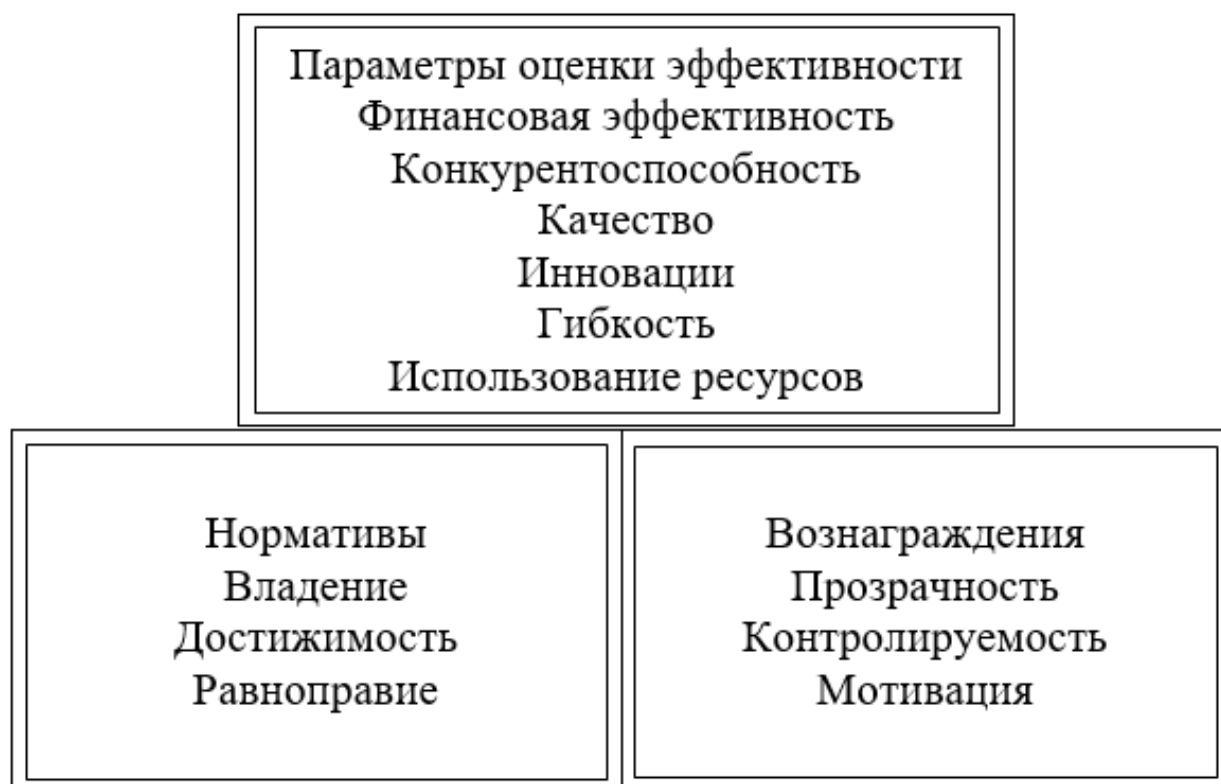 Параметры оценки эффективности
Финансовая эффективность
Конкурентоспособность
Качество
Инновации
Гибкость
Использование ресурсов
Нормативы
Владение
Достижимость
Равноправие
Вознаграждения
Прозрачность
Контролируемость
Мотивация